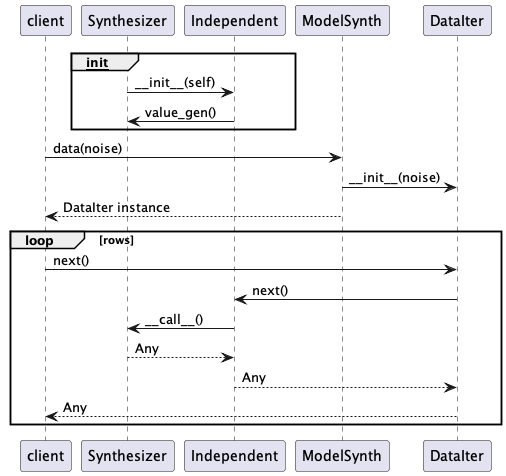 client Synthesizer Independent ModelSynth DataIter
init
__init__(self)
value_gen()
data(noise)
__init__(noise)
DataIter instance
loop [rows]
next()
next()
__call__()
Any
Any
Any
client Synthesizer Independent ModelSynth DataIter